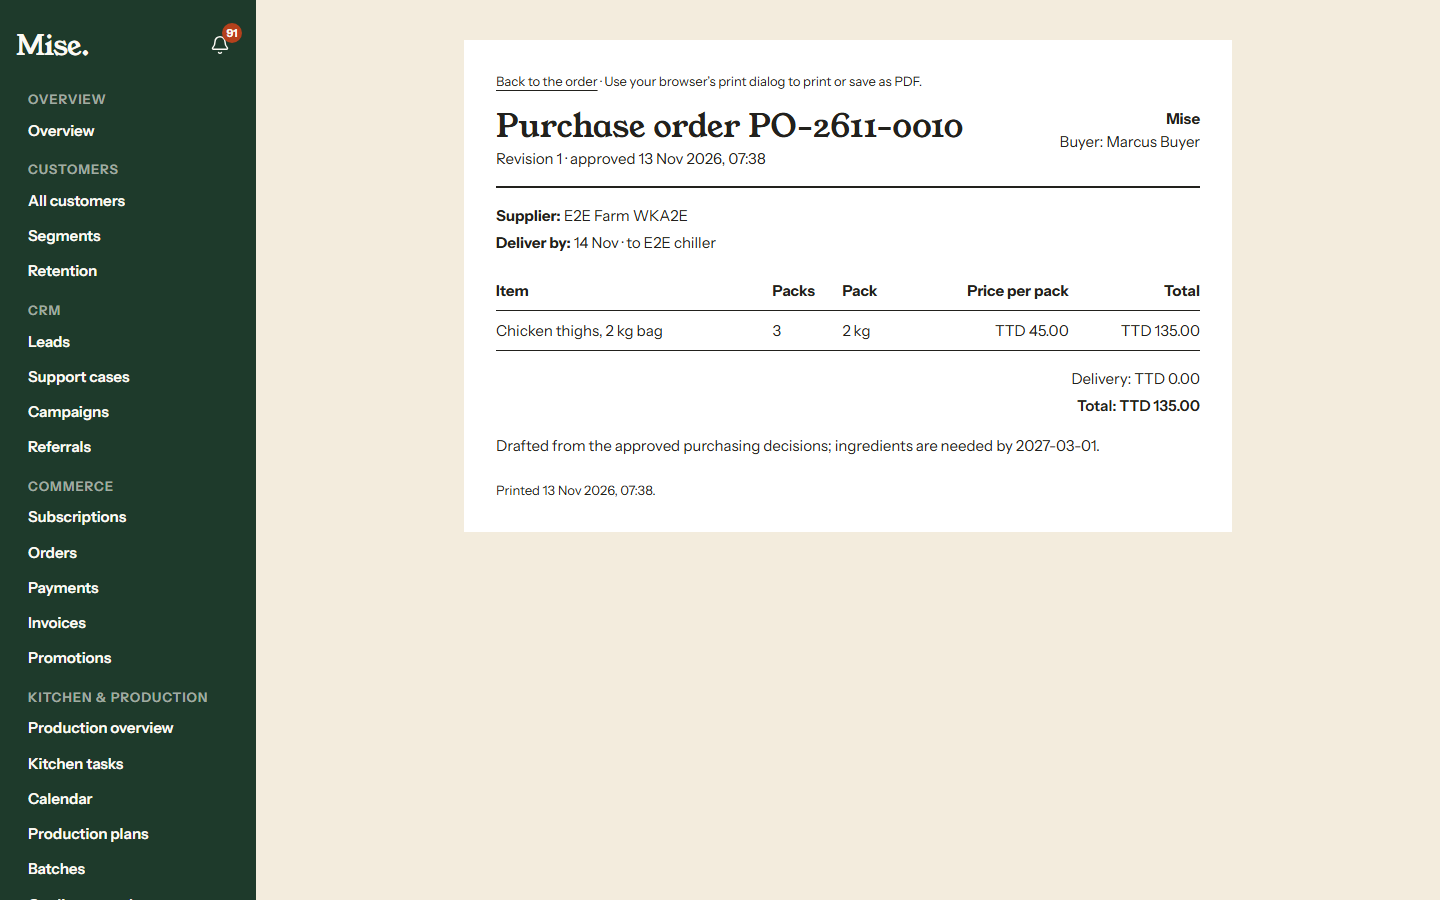 Mise.
91
OVERVIEW
Overview
CUSTOMERS
All customers
Segments
Retention
CRM
Leads
Support cases
Campaigns
Referrals
COMMERCE
Subscriptions
Orders
Payments
Invoices
Promotions
KITCHEN & PRODUCTION
Production overview
Kitchen tasks
Calendar
Production plans
Batches
Back to the order · Use your browser's print dialog to print or save as PDF.
Purchase order PO-2611-0010
Revision 1 · approved 13 Nov 2026, 07:38
Mise
Buyer: Marcus Buyer
Supplier: E2E Farm WKA2E
Deliver by: 14 Nov · to E2E chiller
Item Packs Pack Price per pack Total
Chicken thighs, 2 kg bag 3 2 kg TTD 45.00 TTD 135.00
Delivery: TTD 0.00
Total: TTD 135.00
Drafted from the approved purchasing decisions; ingredients are needed by 2027-03-01.
Printed 13 Nov 2026, 07:38.